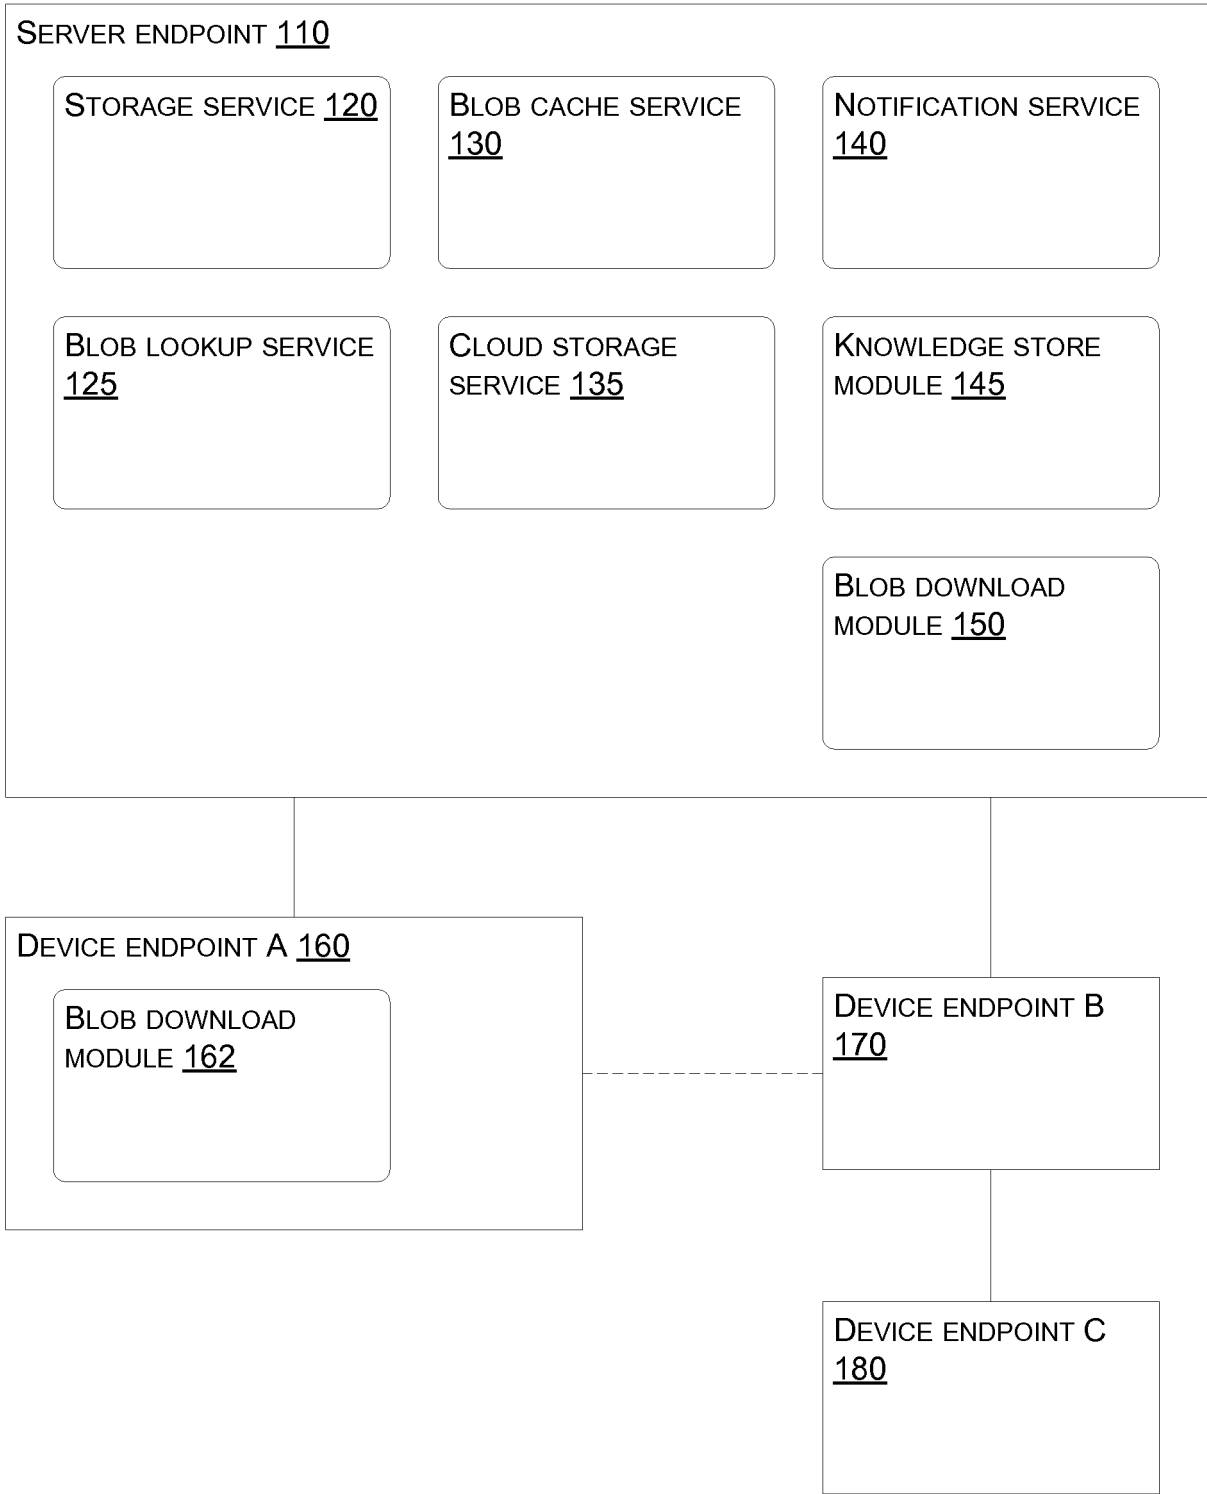 SERVER ENDPOINT 110
STORAGE SERVICE 120
BLOB CACHE SERVICE
130
NOTIFICATION SERVICE
140
BLOB LOOKUP SERVICE
125
CLOUD STORAGE
SERVICE 135
KNOWLEDGE STORE
MODULE 145
BLOB DOWNLOAD
MODULE 150
DEVICE ENDPOINT A 160
BLOB DOWNLOAD
MODULE 162
DEVICE ENDPOINT B
170
DEVICE ENDPOINT C
180